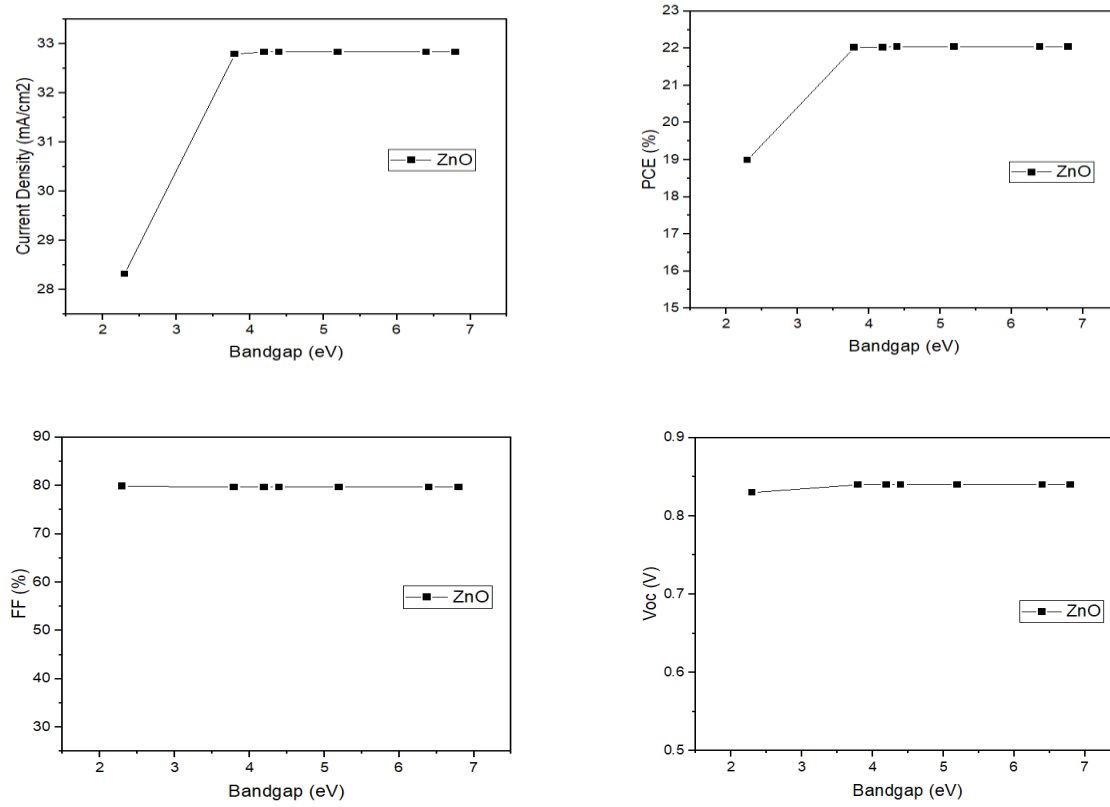 33
32
31
30
29
28
Current Density (mA/cm2)
ZnO
2 3 4 5 6 7
Bandgap (eV)
23
22
21
20
19
18
17
16
15
PCE (%)
ZnO
2 3 4 5 6 7
Bandgap (eV)
90
80
70
60
50
40
30
FF (%)
ZnO
2 3 4 5 6 7
Bandgap (eV)
0.9
0.8
0.7
0.6
0.5
Voc (V)
ZnO
2 3 4 5 6 7
Bandgap (eV)